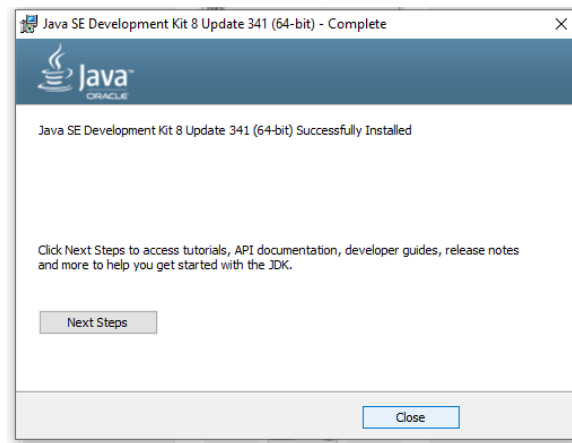 Java SE Development Kit 8 Update 341 (64-bit) - Complete
Java
ORACLE
Java SE Development Kit 8 Update 341 (64-bit) Successfully Installed
Click Next Steps to access tutorials, API documentation, developer guides, release notes
and more to help you get started with the JDK.
Next Steps
Close